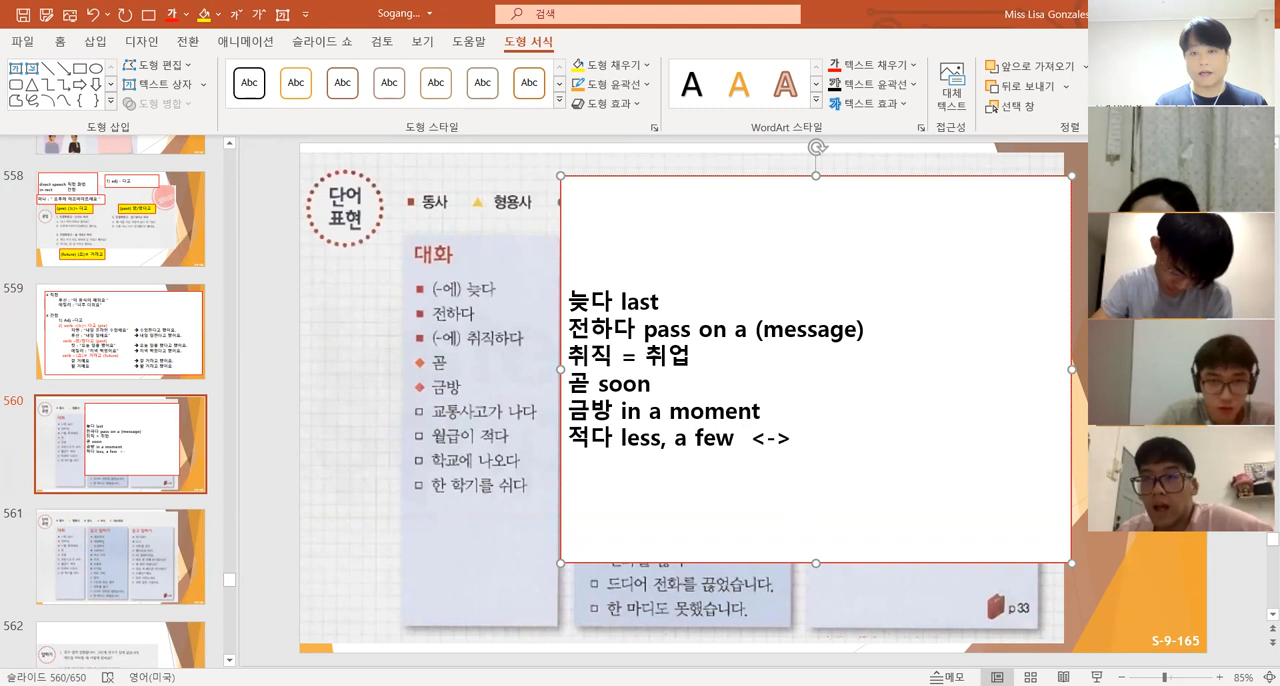 Sogang...
검색
Miss Lisa Gonzales
파일 홈 삽입 디자인 전환 애니메이션 슬라이드 쇼 검토 보기 도움말 도형 서식
도형 편집
텍스트 상자
도형 병합
도형 삽입
Abc Abc Abc Abc Abc Abc Abc
도형 채우기
도형 윤곽선
도형 효과
도형 스타일
A A A
텍스트 채우기
텍스트 윤곽선
텍스트 효과
WordArt 스타일
대체
텍스트
접근성
앞으로 가져오기
뒤로 보내기
선택 창
정렬
558
559
560
561
562
단어
표현
동사
형용사
대화
(-에) 늦다
전하다
(-에) 취직하다
곧
금방
교통사고가 나다
월급이 적다
학교에 나오다
한 학기를 쉬다
늦다 last
전하다 pass on a (message)
취직 = 취업
곧 soon
금방 in a moment
적다 less, a few <->
드디어 전화를 끊었습니다.
한 마디도 못했습니다.
p33
S-9-165
슬라이드 560/650
영어(미국)
메모
85%